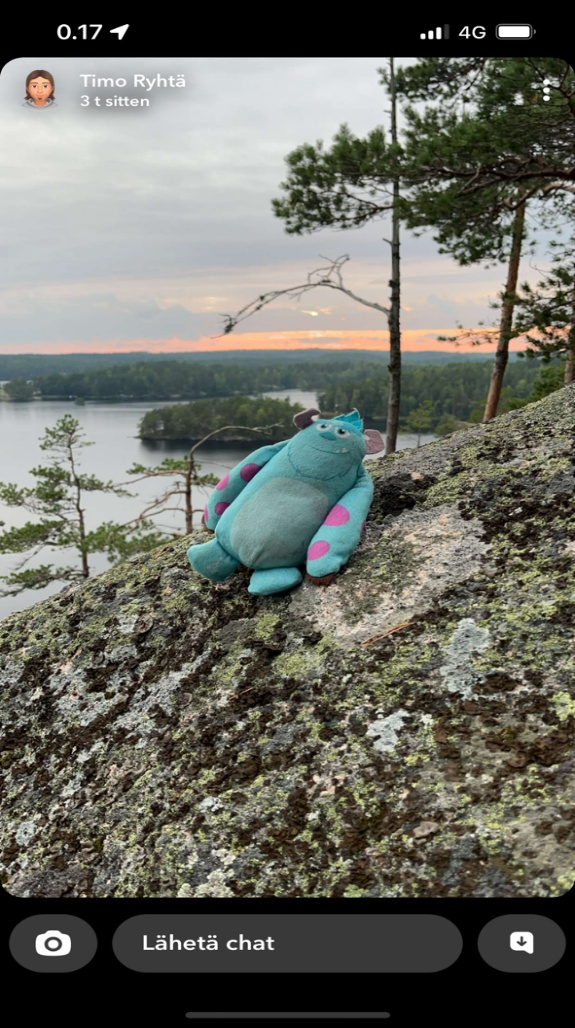 0.17
4G
Timo Ryhtä
3 t sitten
Lähetä chat